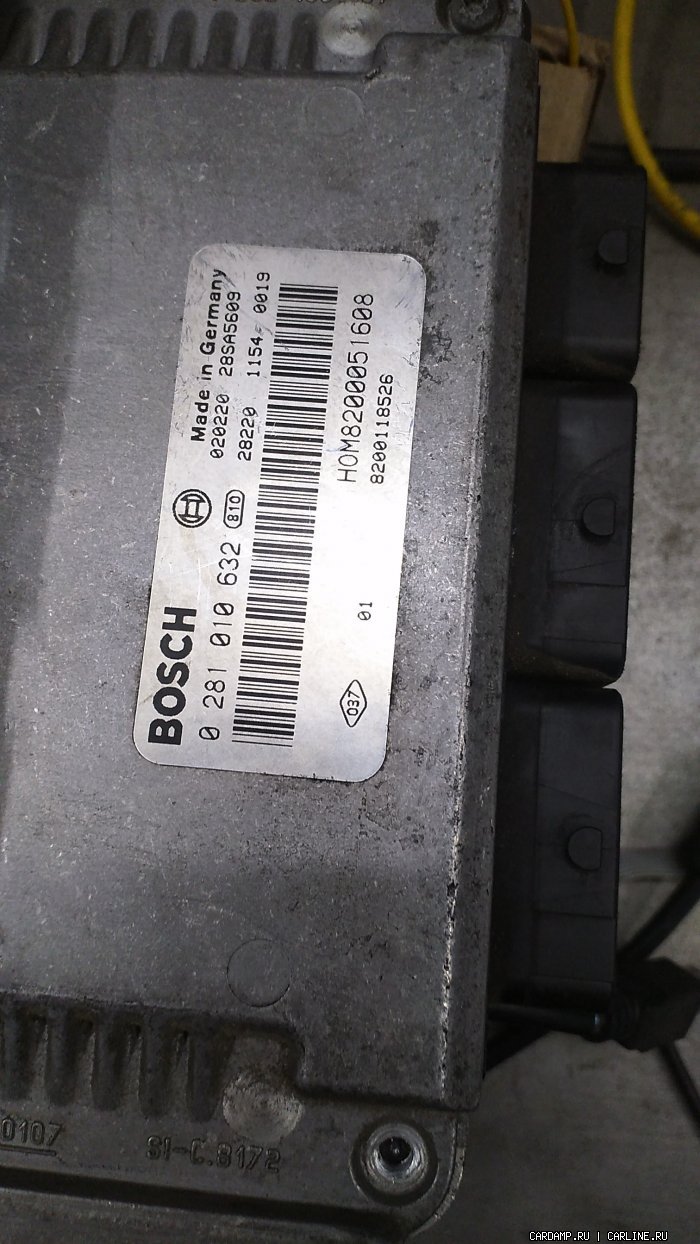 BOSCH
Made in Germany
0 281 010 632
810
020220 28SA5609
28220 1154- 0019
HOM8200051608
8200118526
037
01
0107
SI-C.8172
CARDAMP.RU | CARLINE.RU